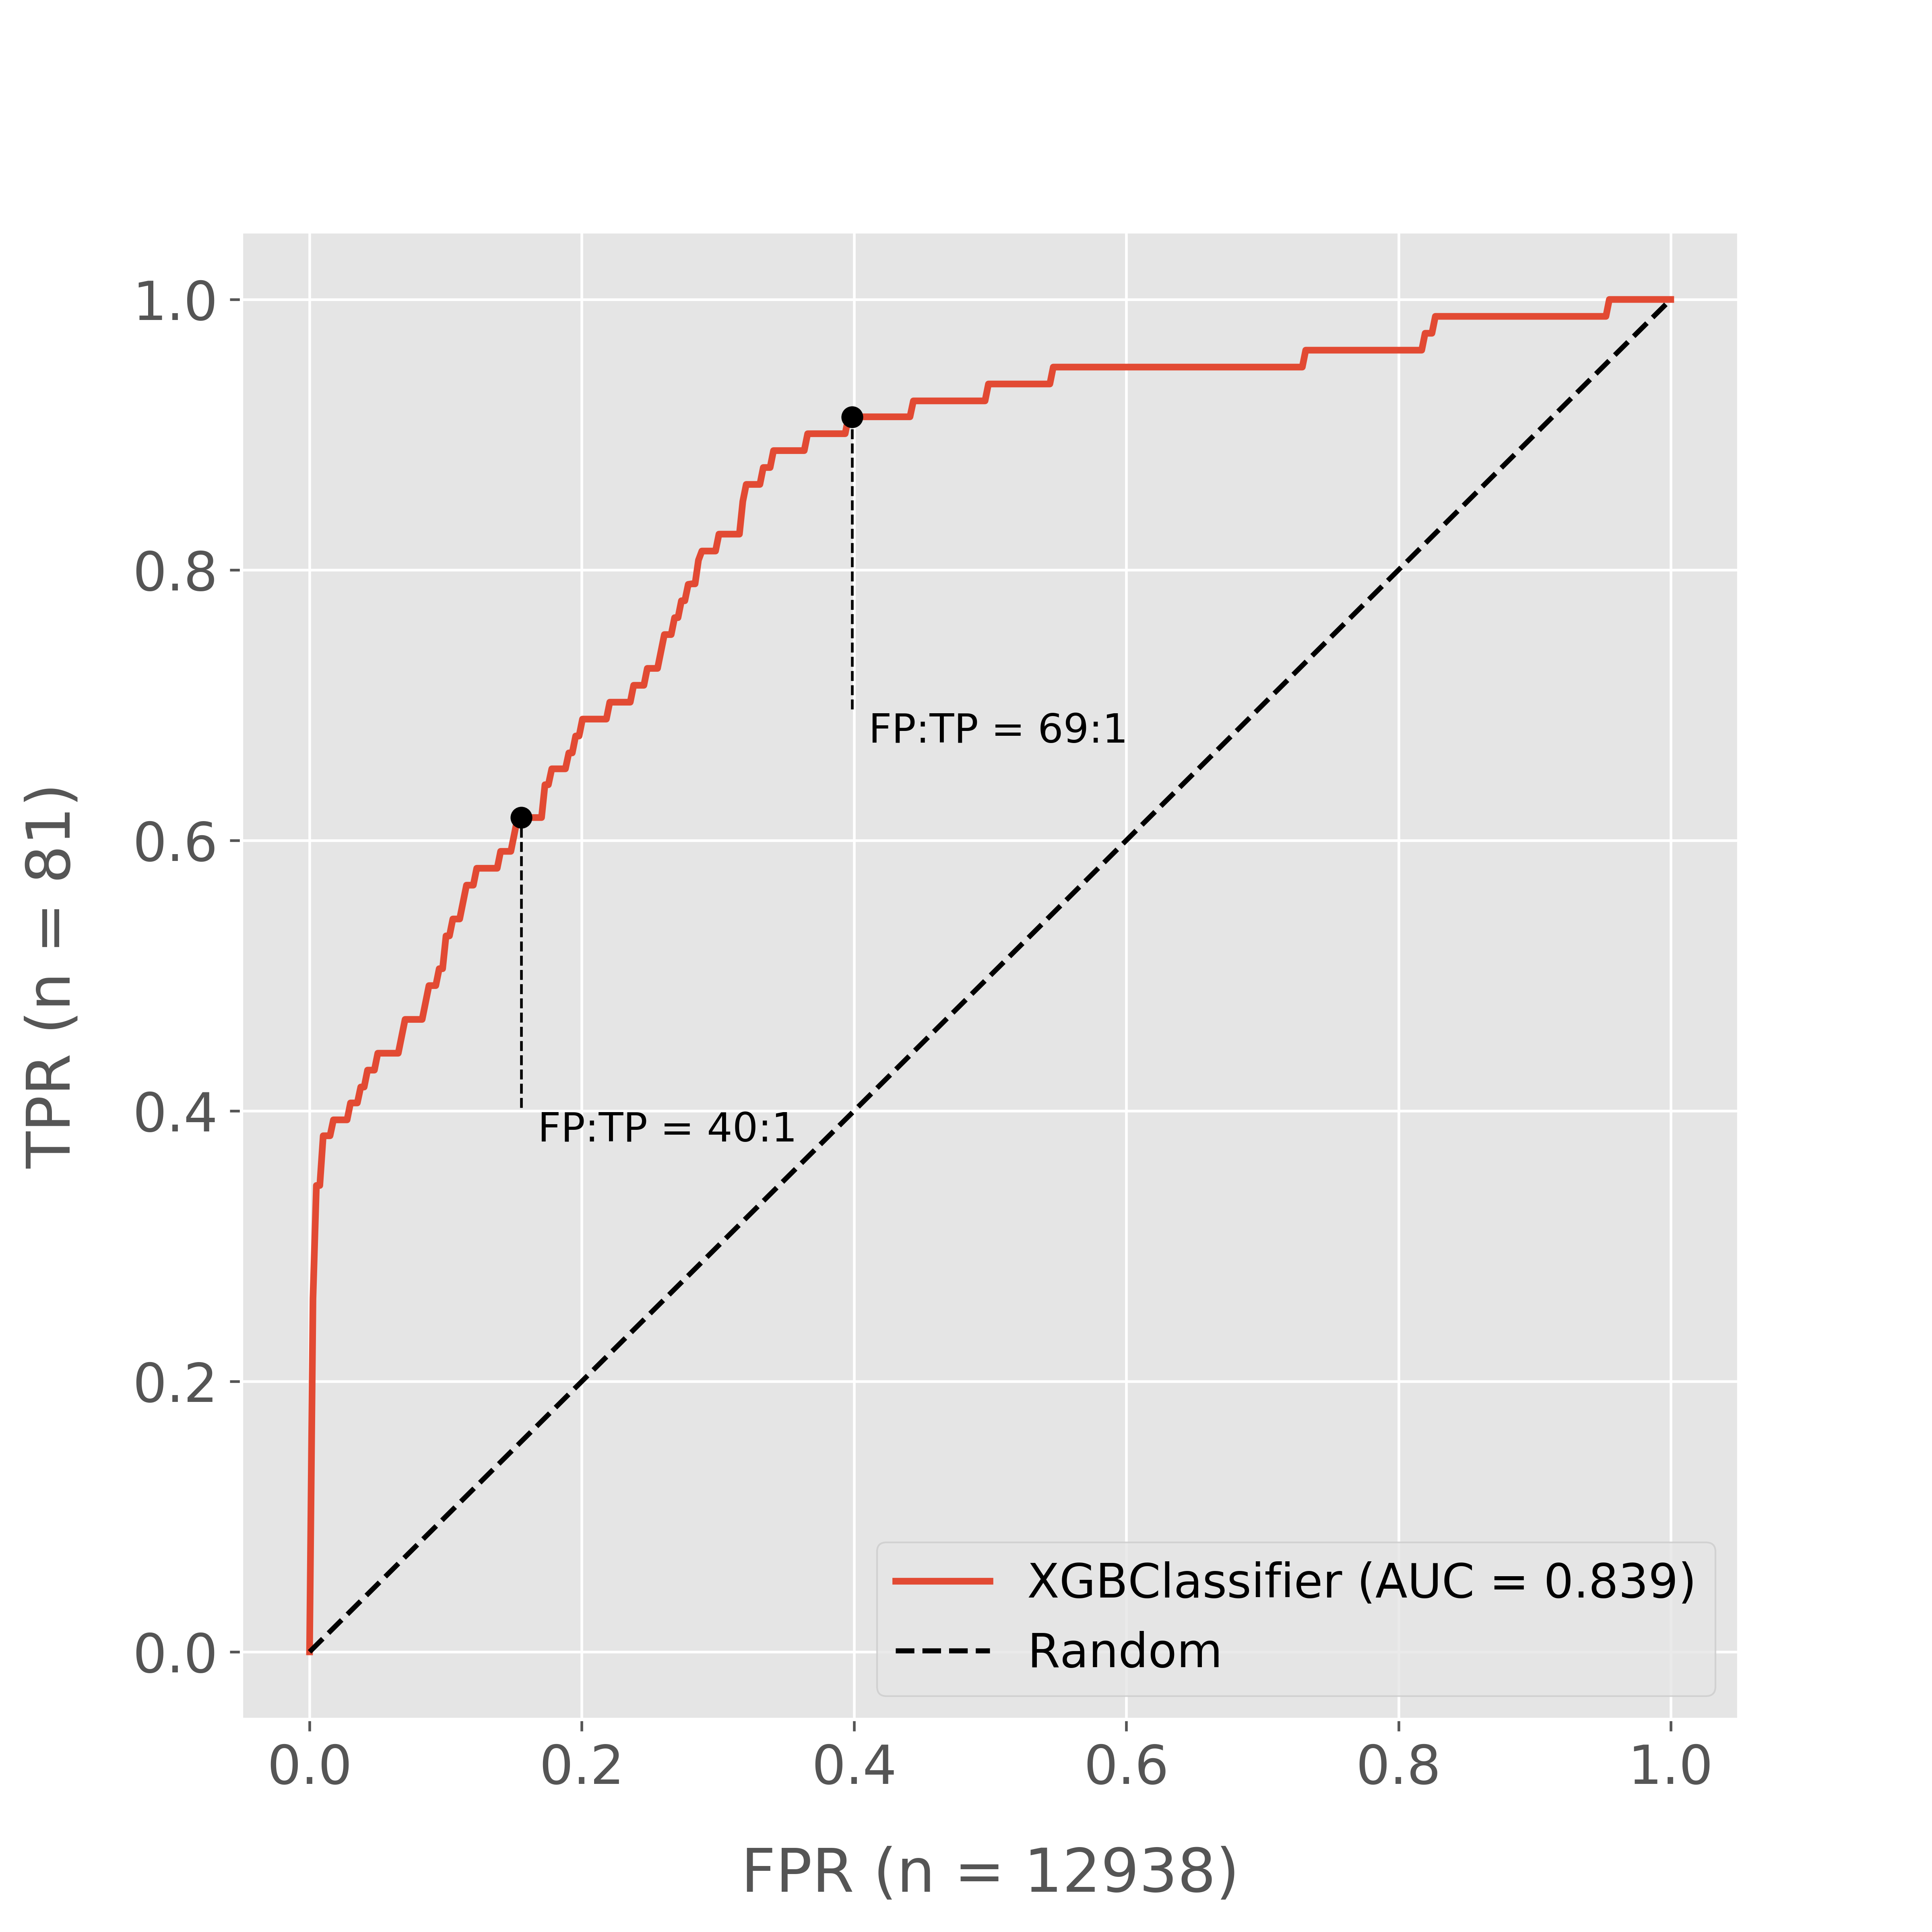 1.0
0.8
0.6
0.4
0.2
0.0
TPR (n = 81)
FP:TP = 69:1
FP:TP = 40:1
XGBClassifier (AUC = 0.839)
Random
0.0 0.2 0.4 0.6 0.8 1.0
FPR (n = 12938)